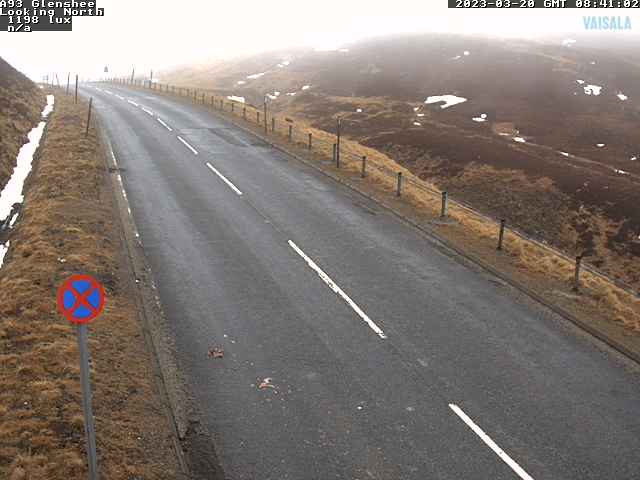 A93 Glenshee
Looking North
1198 lux
n/a
2023-03-20 GMT 08:41:02
VAISALA